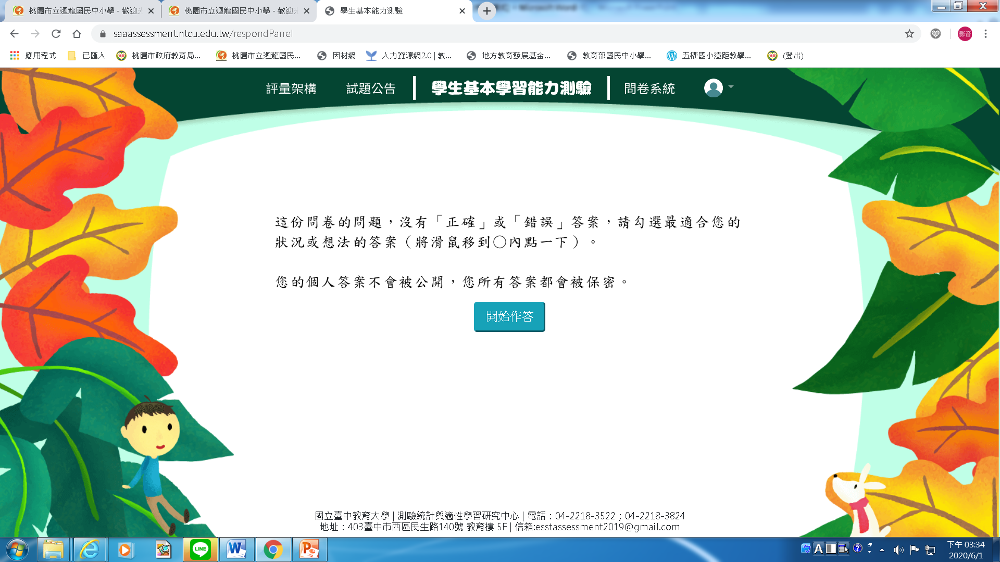 桃園市立迴龍國民中小學 - 歡迎
桃園市立迴龍國民中小學 - 歡迎
學生基本能力測驗
saaassessment.ntcu.edu.tw/respondPanel
影音
應用程式
已匯入
桃園市政府教育局...
桃園市立迴龍國民...
因材網
人力資源網2.0 | 教...
地方教育發展基金...
教育部國民中小學...
五權國小遠距教學...
(登出)
評量架構
試題公告
學生基本學習能力測驗
問卷系統
這份問卷的問題，沒有「正確」或「錯誤」答案，請勾選最適合您的
狀況或想法的答案（將滑鼠移到○內點一下）。
您的個人答案不會被公開，您所有答案都會被保密。
開始作答
國立臺中教育大學 | 測驗統計與適性學習研究中心 | 電話：04-2218-3522；04-2218-3824
地址：403臺中市西區民生路140號 教育樓 5F | 信箱:esstassessment2019@gmail.com
LINE
A
下午 03:34
2020/6/1